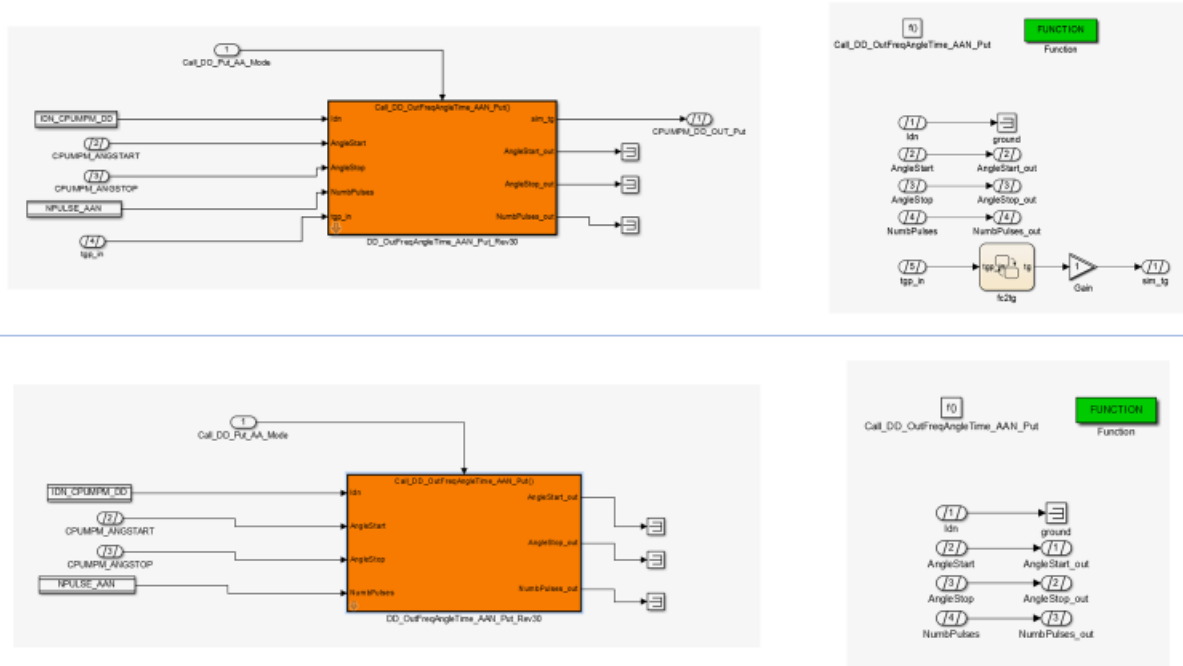 1
Call_DD_Put_AA_Mode
Call_DD_OutFreqAngleTime_AAN_Put()
IDN_CPUMPM_DD
Idn
sim_tg
1
CPUMPM_DD_OUT_Put
2
CPUMPM_ANGSTART
AngleStart
AngleStart_out
3
CPUMPM_ANGSTOP
AngleStop
AngleStop_out
NPULSE_AAN
NumbPulses
NumbPulses_out
4
tgp_in
tgp_in
DD_OutFreqAngleTime_AAN_Put_Rev30
f()
Call_DD_OutFreqAngleTime_AAN_Put
FUNCTION
Function
1
Idn
ground
2
AngleStart
2
AngleStart_out
3
AngleStop
3
AngleStop_out
4
NumbPulses
4
NumbPulses_out
5
tgp_in
tgp_in
tg
fc2tg
1
Gain
1
sim_tg
1
Call_DD_Put_AA_Mode
Call_DD_OutFreqAngleTime_AAN_Put()
IDN_CPUMPM_DD
Idn
AngleStart_out
2
CPUMPM_ANGSTART
AngleStart
AngleStop_out
3
CPUMPM_ANGSTOP
AngleStop
NPULSE_AAN
NumbPulses
NumbPulses_out
DD_OutFreqAngleTime_AAN_Put_Rev30
f()
Call_DD_OutFreqAngleTime_AAN_Put
FUNCTION
Function
1
Idn
ground
2
AngleStart
1
AngleStart_out
3
AngleStop
2
AngleStop_out
4
NumbPulses
3
NumbPulses_out